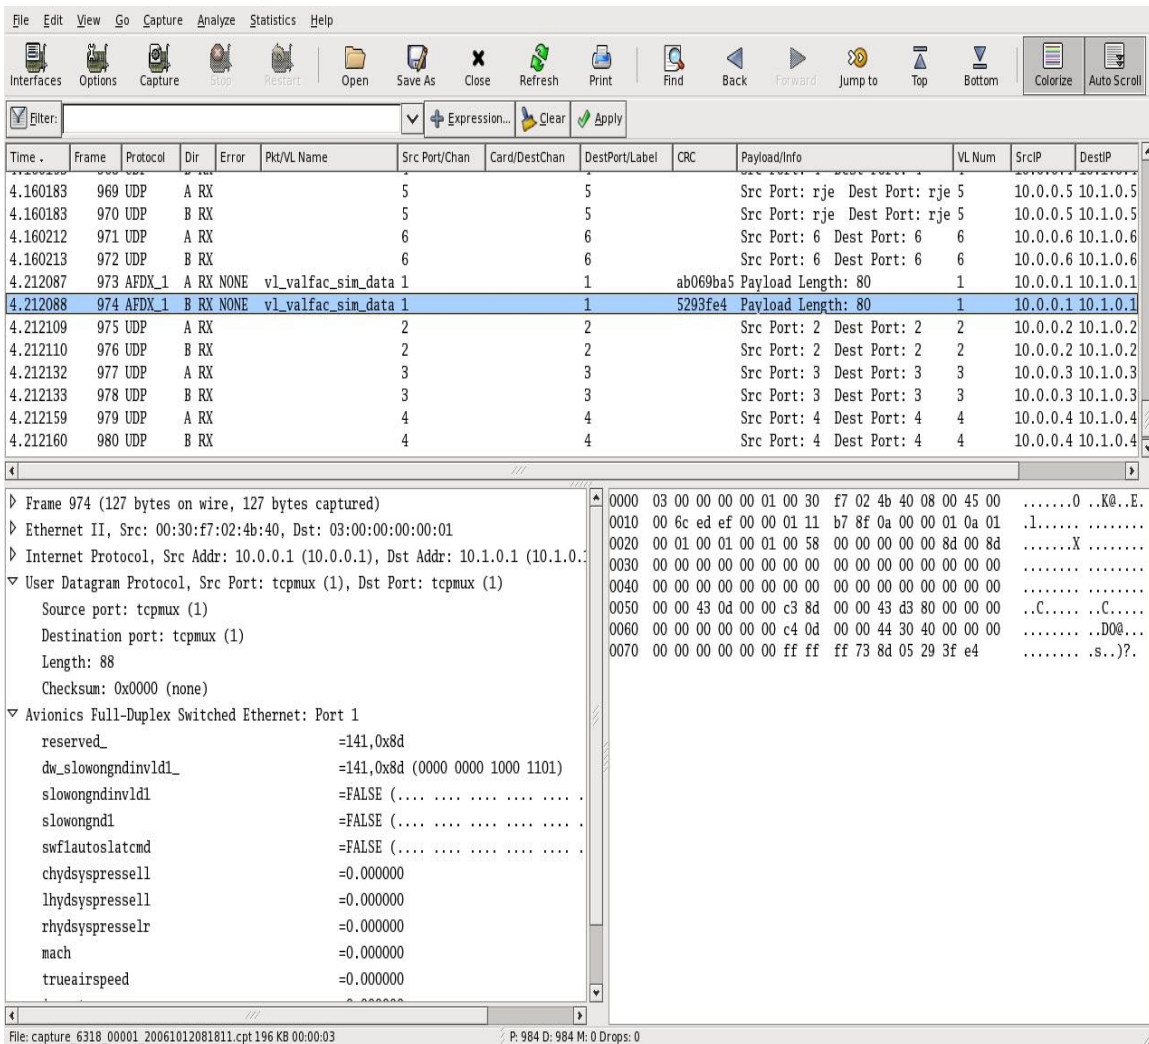 File Edit View Go Capture Analyze Statistics Help
Interfaces Options Capture Stop Restart Open Save As Close Refresh Print Find Back Forward Jump to Top Bottom Colorize Auto Scroll
Filter: Expression... Clear Apply
Time Frame Protocol Dir Error Pkt/VL Name Src Port/Chan Card/DestChan DestPort/Label CRC Payload/Info VL Num SrcIP DestIP
4.160183 969 UDP A RX 5 5 Src Port: rje Dest Port: rje 5 10.0.0.5 10.1.0.5
4.160183 970 UDP B RX 5 5 Src Port: rje Dest Port: rje 5 10.0.0.5 10.1.0.5
4.160212 971 UDP A RX 6 6 Src Port: 6 Dest Port: 6 6 10.0.0.6 10.1.0.6
4.160213 972 UDP B RX 6 6 Src Port: 6 Dest Port: 6 6 10.0.0.6 10.1.0.6
4.212087 973 AFDX_1 A RX NONE vl_valfac_sim_data 1 1 ab069ba5 Payload Length: 80 1 10.0.0.1 10.1.0.1
4.212088 974 AFDX_1 B RX NONE vl_valfac_sim_data 1 1 5293fe4 Payload Length: 80 1 10.0.0.1 10.1.0.1
4.212109 975 UDP A RX 2 2 Src Port: 2 Dest Port: 2 2 10.0.0.2 10.1.0.2
4.212110 976 UDP B RX 2 2 Src Port: 2 Dest Port: 2 2 10.0.0.2 10.1.0.2
4.212132 977 UDP A RX 3 3 Src Port: 3 Dest Port: 3 3 10.0.0.3 10.1.0.3
4.212133 978 UDP B RX 3 3 Src Port: 3 Dest Port: 3 3 10.0.0.3 10.1.0.3
4.212159 979 UDP A RX 4 4 Src Port: 4 Dest Port: 4 4 10.0.0.4 10.1.0.4
4.212160 980 UDP B RX 4 4 Src Port: 4 Dest Port: 4 4 10.0.0.4 10.1.0.4
Frame 974 (127 bytes on wire, 127 bytes captured)
Ethernet II, Src: 00:30:f7:02:4b:40, Dst: 03:00:00:00:00:01
Internet Protocol, Src Addr: 10.0.0.1 (10.0.0.1), Dst Addr: 10.1.0.1 (10.1.0.1
User Datagram Protocol, Src Port: tcpmux (1), Dst Port: tcpmux (1)
Source port: tcpmux (1)
Destination port: tcpmux (1)
Length: 88
Checksum: 0x0000 (none)
Avionics Full-Duplex Switched Ethernet: Port 1
reserved_ =141,0x8d
dw_slowongndinvld1_ =141,0x8d (0000 0000 1000 1101)
slowongndinvld1 =FALSE (.... .... .... .... .... .
slowongnd1 =FALSE (.... .... .... .... .... .
swflautoslatcmd =FALSE (.... .... .... .... .... .
chydsyspressell =0.000000
lhydsyspressell =0.000000
rhydsyspresselr =0.000000
mach =0.000000
trueairspeed =0.000000
0000 03 00 00 00 00 01 00 30 f7 02 4b 40 08 00 45 00 .......0 ..K@..E.
0010 00 6c ed ef 00 00 01 11 b7 8f 0a 00 00 01 0a 01 .l...... ........
0020 00 01 00 01 00 01 00 58 00 00 00 00 00 8d 00 8d .......X ........
0030 00 00 00 00 00 00 00 00 00 00 00 00 00 00 00 00 ........ ........
0040 00 00 00 00 00 00 00 00 00 00 00 00 00 00 00 00 ........ ........
0050 00 00 43 0d 00 00 c3 8d 00 00 43 d3 80 00 00 00 ..C..... ..C.....
0060 00 00 00 00 00 00 c4 0d 00 00 44 30 40 00 00 00 ........ ..D0@...
0070 00 00 00 00 00 00 ff ff ff 73 8d 05 29 3f e4 ........ .s..)?.
File: capture_6318_00001_20061012081811.cpt 196 KB 00:00:03 P: 984 D: 984 M: 0 Drops: 0